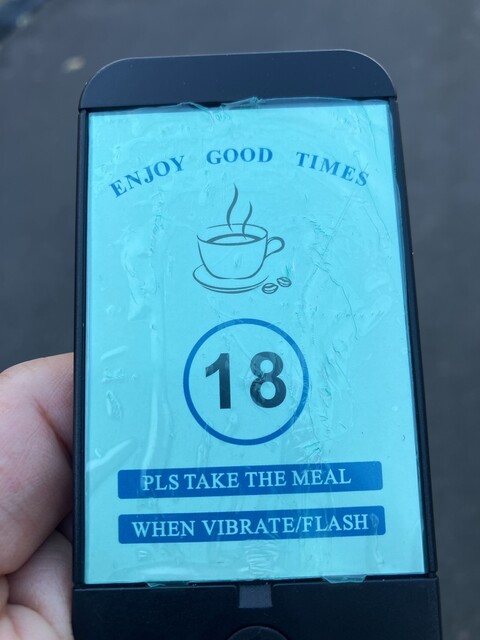 ENJOY GOOD TIMES
18
PLS TAKE THE MEAL
WHEN VIBRATE/FLASH